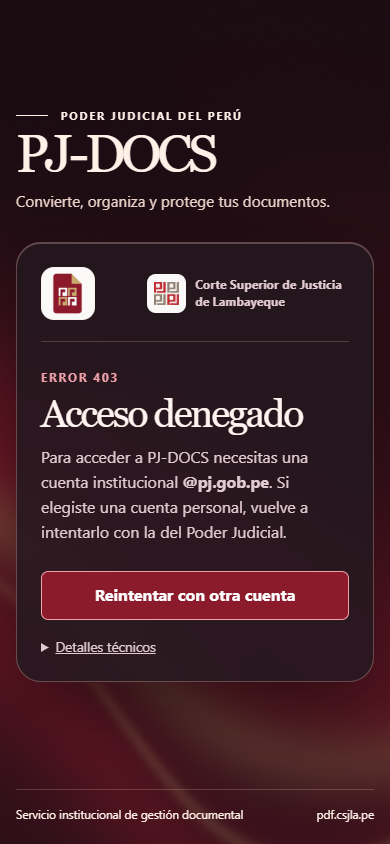 PODER JUDICIAL DEL PERÚ
PJ-DOCS
Convierte, organiza y protege tus documentos.
Corte Superior de Justicia
de Lambayeque
ERROR 403
Acceso denegado
Para acceder a PJ-DOCS necesitas una
cuenta institucional @pj.gob.pe. Si
elegiste una cuenta personal, vuelve a
intentarlo con la del Poder Judicial.
Reintentar con otra cuenta
Detalles técnicos
Servicio institucional de gestión documental
pdf.csjla.pe